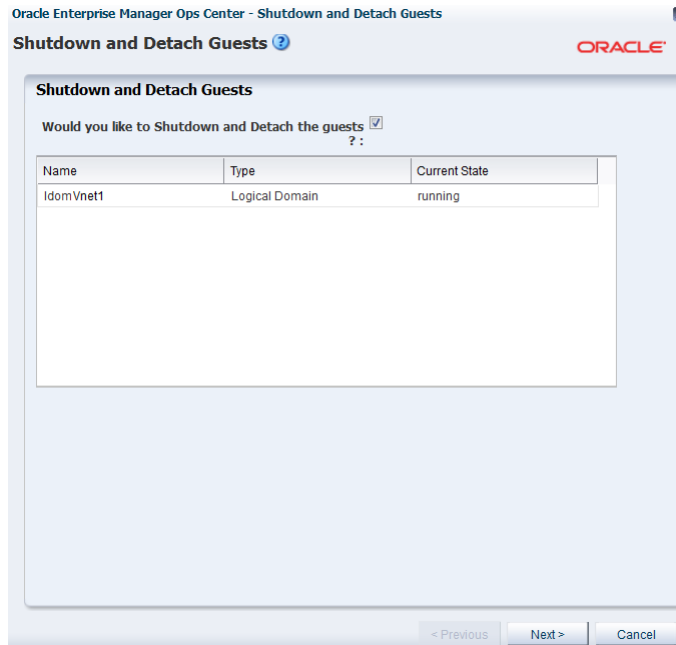 Oracle Enterprise Manager Ops Center - Shutdown and Detach Guests
Shutdown and Detach Guests ?
ORACLE
Shutdown and Detach Guests
Would you like to Shutdown and Detach the guests
? :
Name Type Current State
ldomVnet1 Logical Domain running
< Previous Next > Cancel